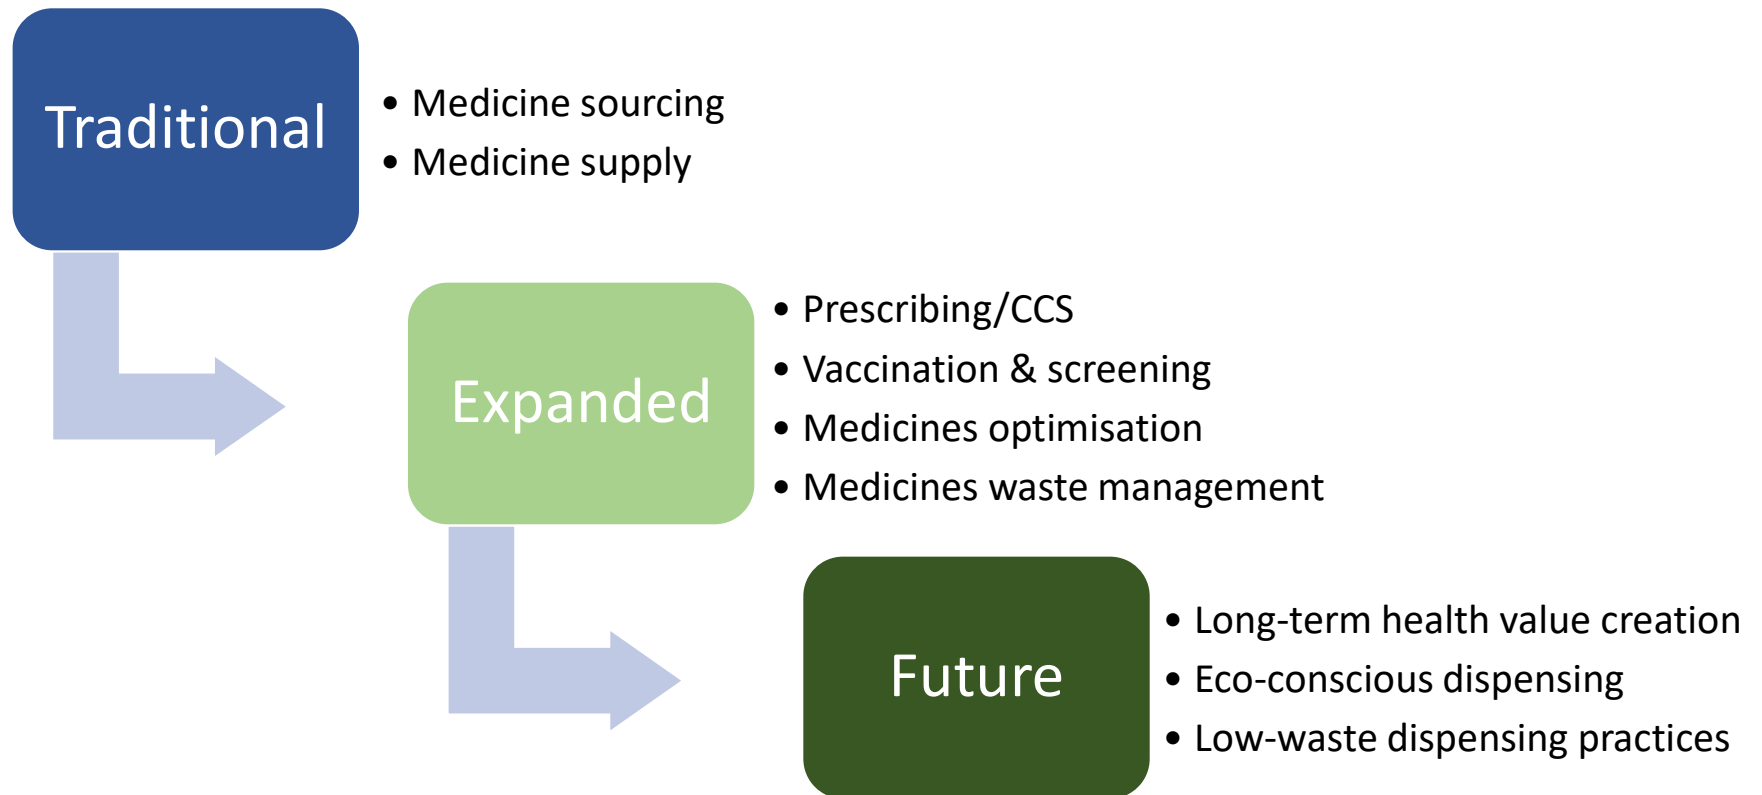 Traditional
• Medicine sourcing
• Medicine supply
Expanded
• Prescribing/CCS
• Vaccination & screening
• Medicines optimisation
• Medicines waste management
Future
• Long-term health value creation
• Eco-conscious dispensing
• Low-waste dispensing practices